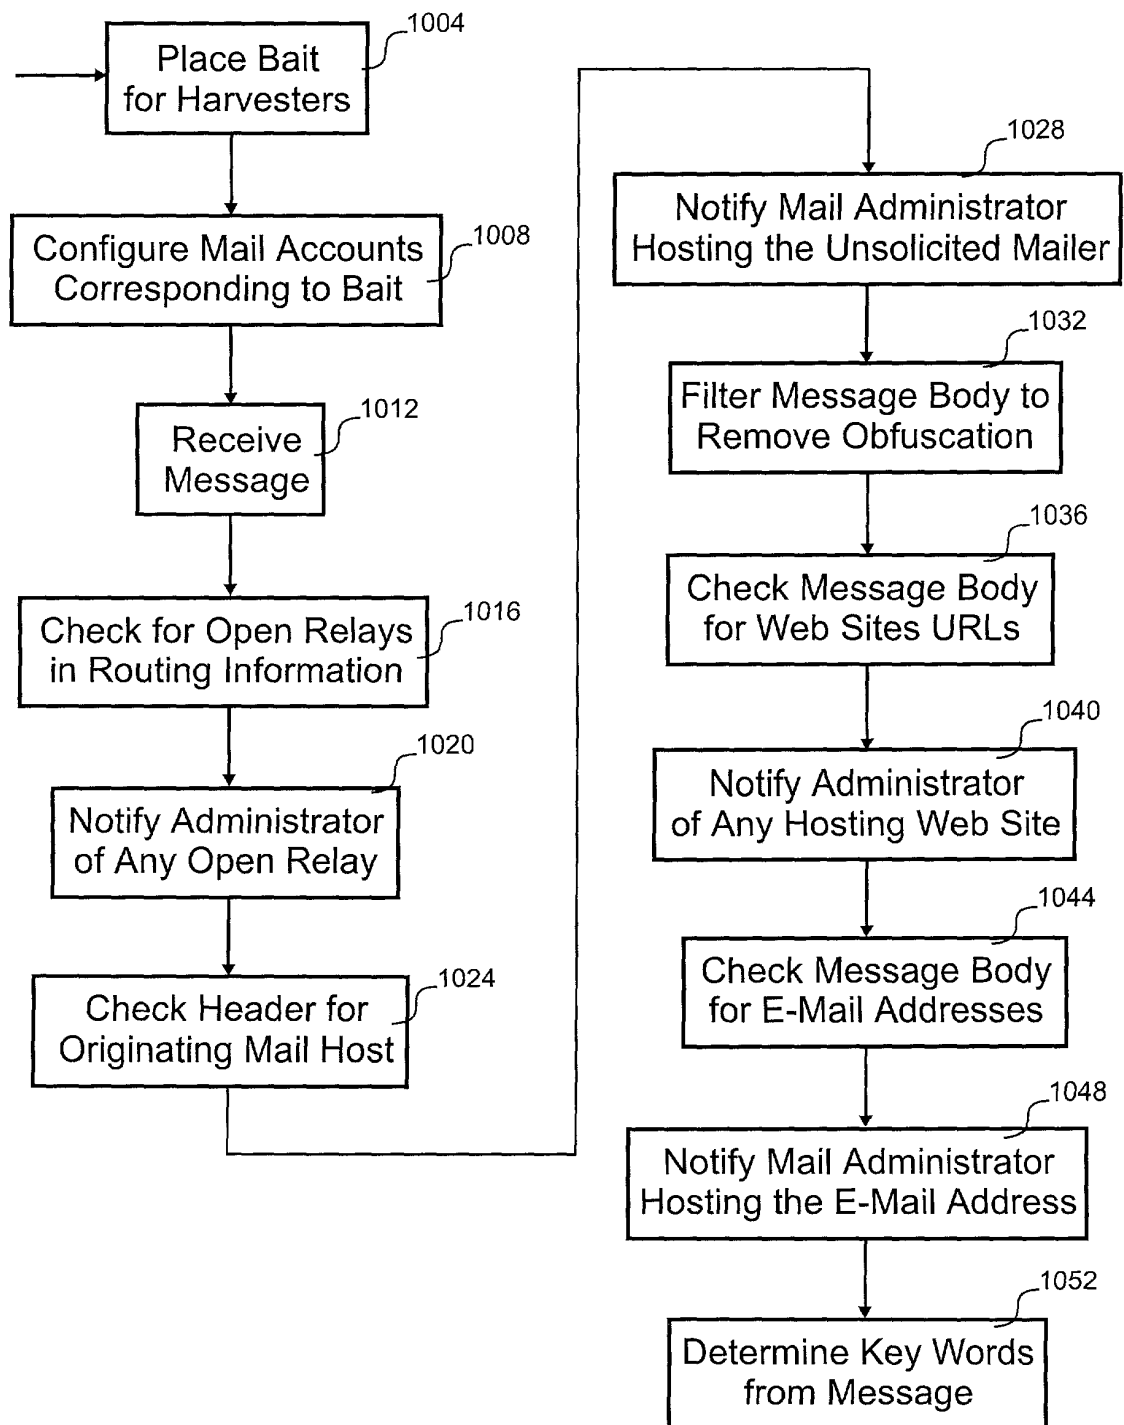 1004
Place Bait
for Harvesters
Configure Mail Accounts
Corresponding to Bait
1008
Receive
Message
1012
Check for Open Relays
in Routing Information
1016
1020
Notify Administrator
of Any Open Relay
Check Header for
Originating Mail Host
1024
1028
Notify Mail Administrator
Hosting the Unsolicited Mailer
1032
Filter Message Body to
Remove Obfuscation
1036
Check Message Body
for Web Sites URLs
1040
Notify Administrator
of Any Hosting Web Site
1044
Check Message Body
for E-Mail Addresses
1048
Notify Mail Administrator
Hosting the E-Mail Address
1052
Determine Key Words
from Message